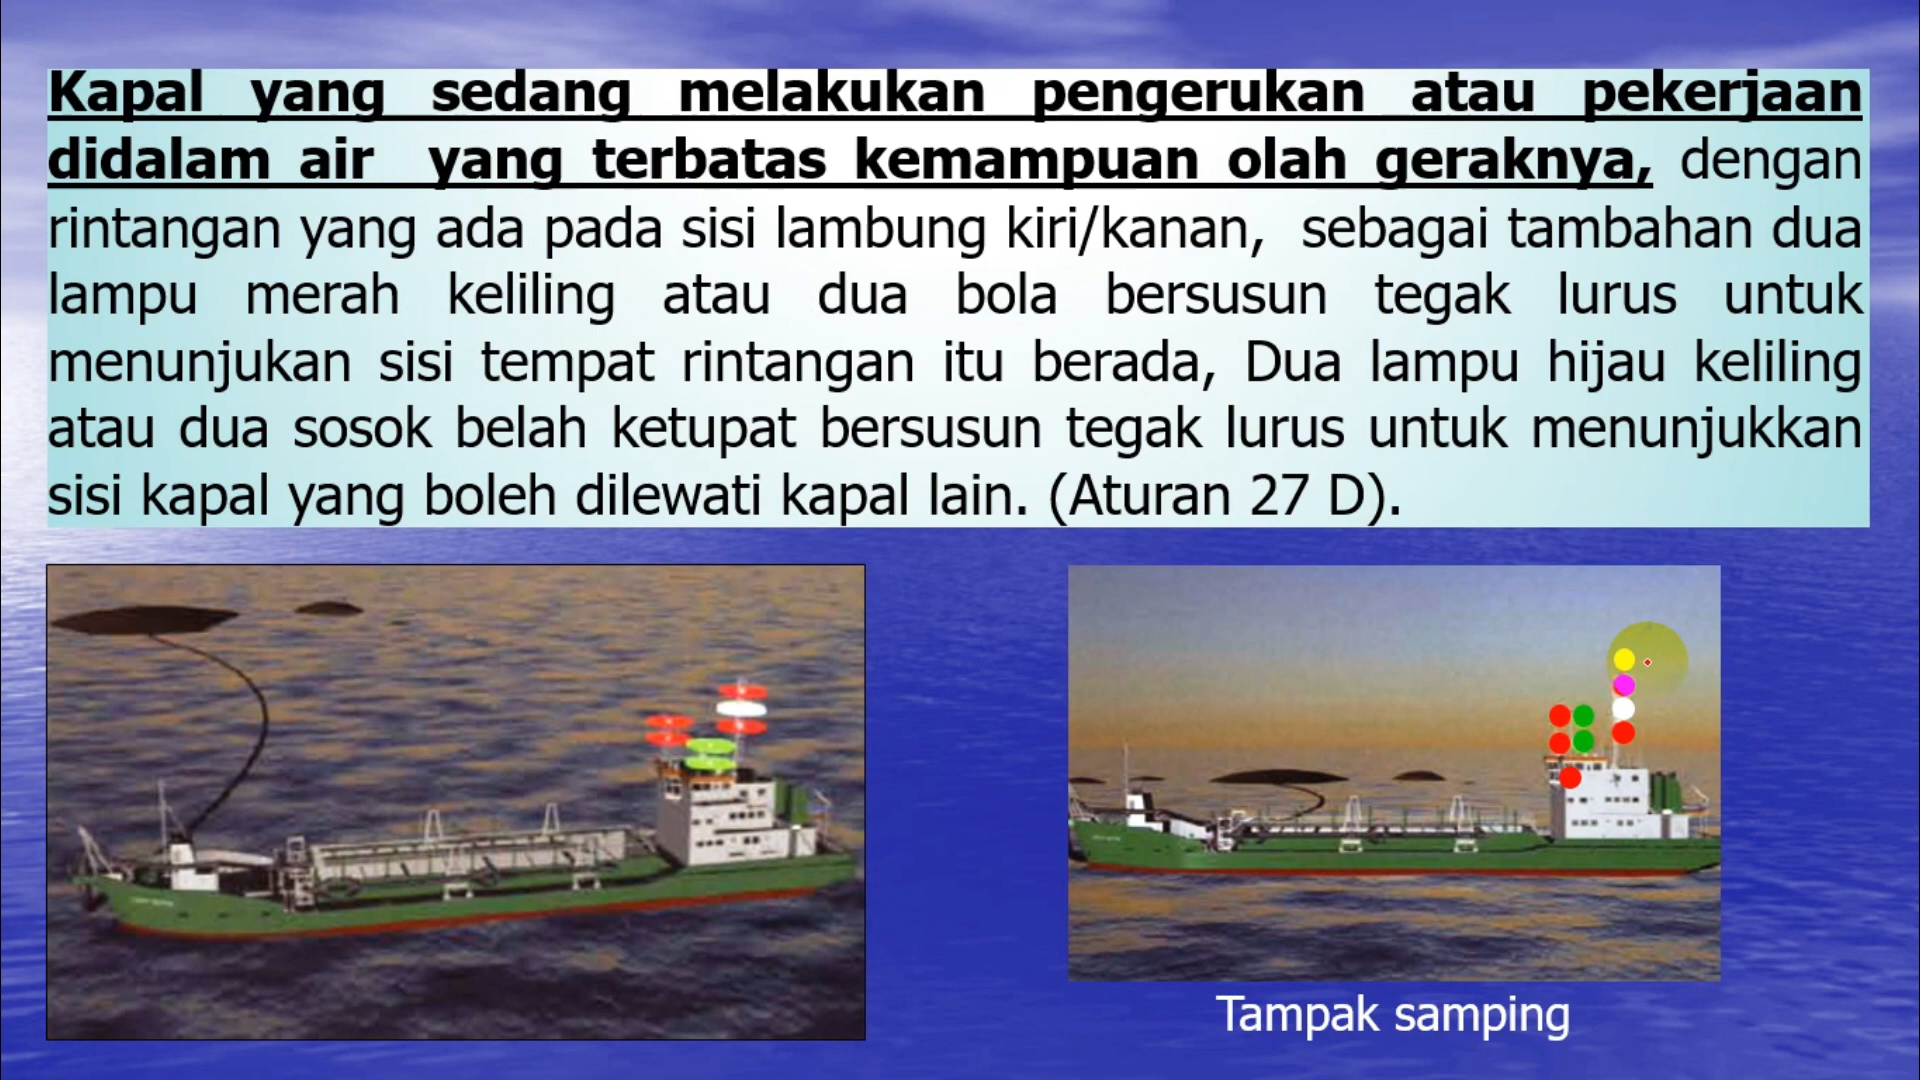 Kapal yang sedang melakukan pengerukan atau pekerjaan
didalam air yang terbatas kemampuan olah geraknya, dengan
rintangan yang ada pada sisi lambung kiri/kanan, sebagai tambahan dua
lampu merah keliling atau dua bola bersusun tegak lurus untuk
menunjukan sisi tempat rintangan itu berada, Dua lampu hijau keliling
atau dua sosok belah ketupat bersusun tegak lurus untuk menunjukkan
sisi kapal yang boleh dilewati kapal lain. (Aturan 27 D).
Tampak samping